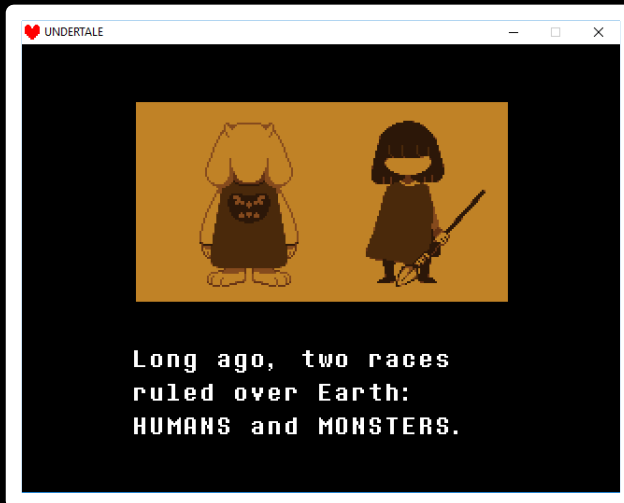 UNDERTALE
Long ago, two races
ruled over Earth:
HUMANS and MONSTERS.